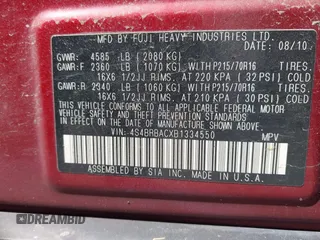 MFD BY FUJI HEAVY INDUSTRIES LTD.
DATE 08/10
GVWR: 4585 LB (2080 KG)
GAWR:F 2360 LB (1070 KG) WITH P215/70R16 TIRES.
16X6 1/2JJ RIMS. AT 220 KPA ( 32 PSI) COLD
GAWR:R 2340 LB (1060 KG) WITH P215/70R16 TIRES.
16X6 1/2JJ RIMS. AT 210 KPA ( 30 PSI) COLD
THIS VEHICLE CONFORMS TO ALL APPLICABLE FEDERAL MOTOR VEHICLE SAFETY BUMPER AND THEFT PREVENTION STANDARDS IN EFFECT ON THE DATE OF MANUFACTURE SHOWN ABOVE.
VIN: 4S4BRBACXB1334550 MPV
ASSEMBLED BY SIA INC. MADE IN U.S.A
DREAMBID